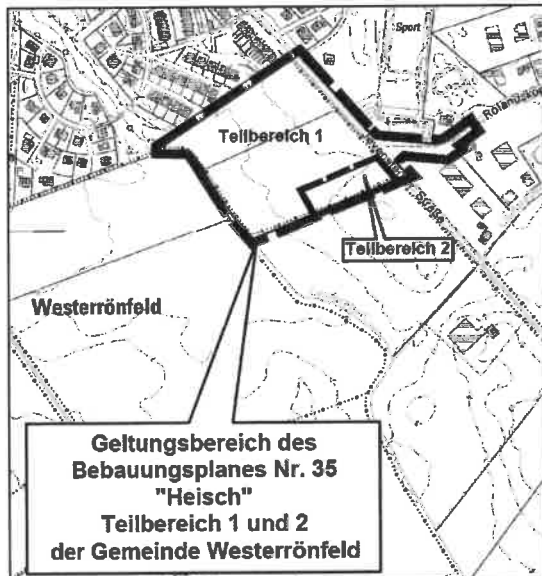 Sport
Teilbereich 1
Straße
Teilbereich 2
Westerrönfeld
Geltungsbereich des
Bebauungsplanes Nr. 35
"Heisch"
Teilbereich 1 und 2
der Gemeinde Westerrönfeld